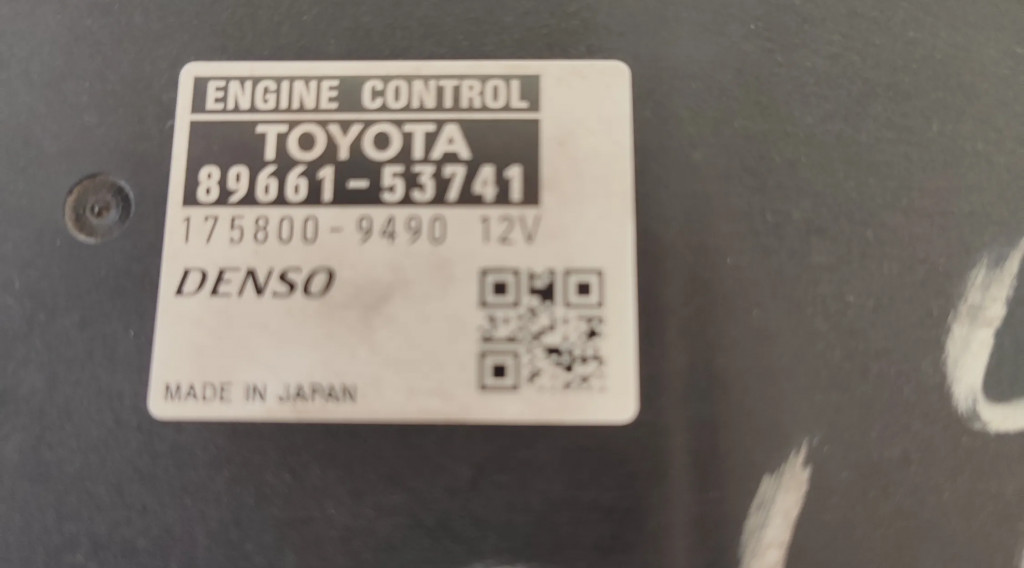 ENGINE CONTROL
TOYOTA
89661-53741
175800-9490 12V
DENSO
MADE IN JAPAN